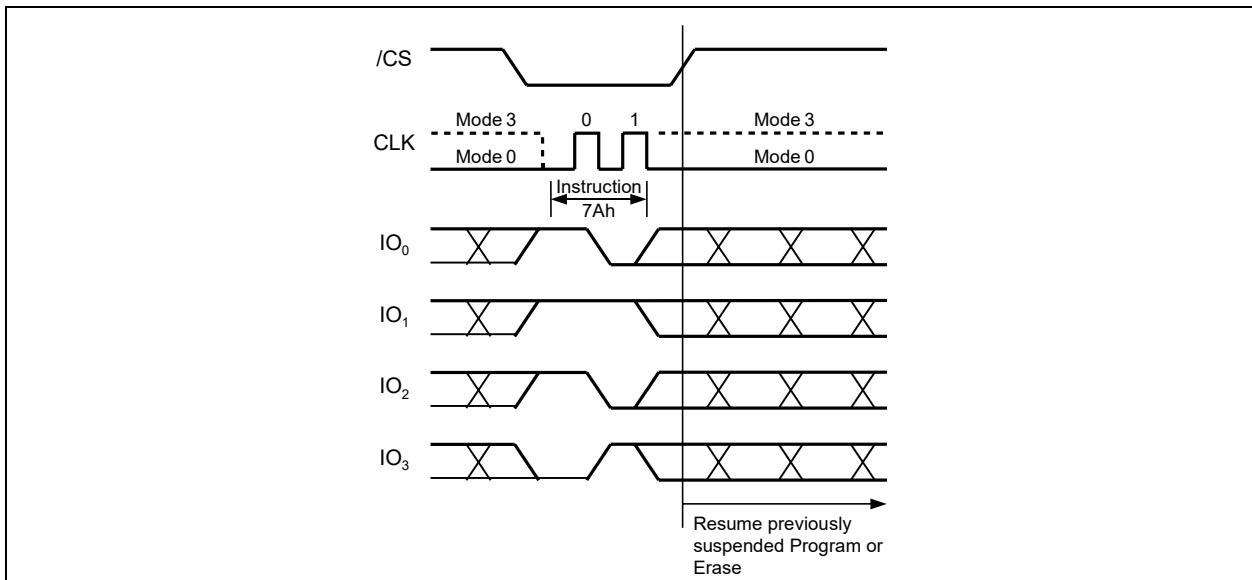 /CS
Mode 3 0 1 Mode 3
CLK
Mode 0 Mode 0
Instruction
7Ah
IO₀
IO₁
IO₂
IO₃
Resume previously
suspended Program or
Erase